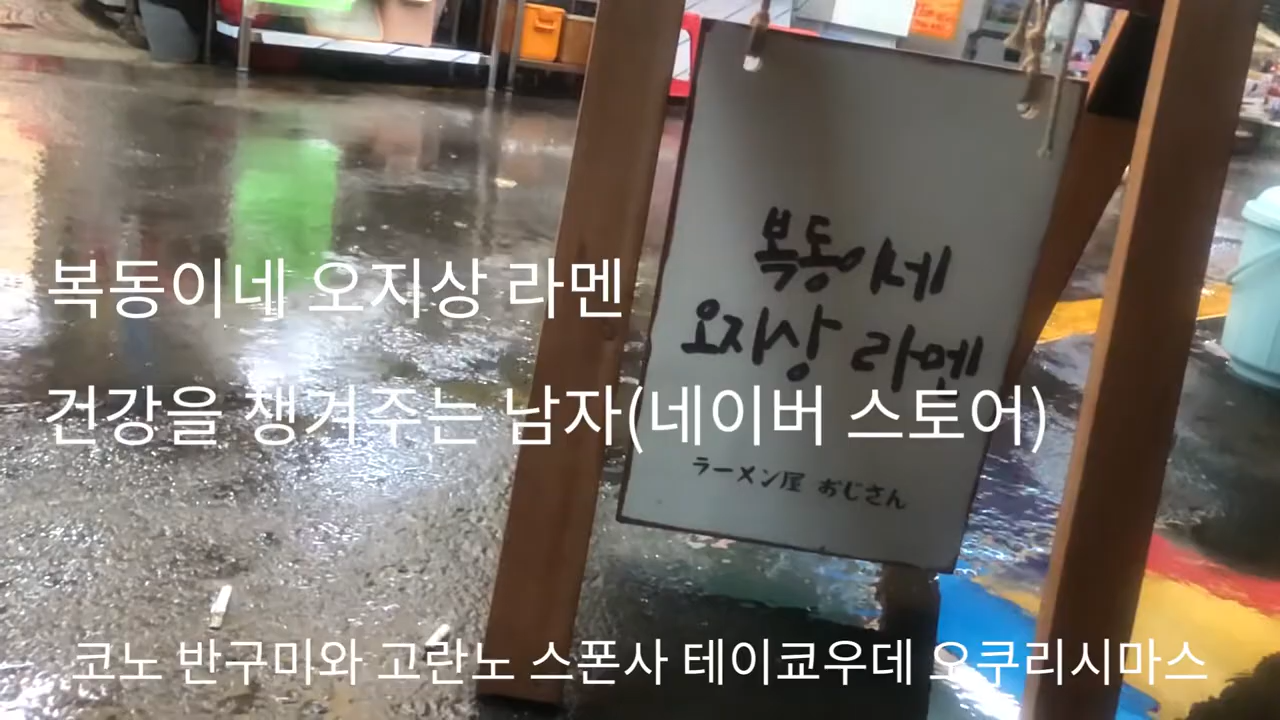 복동이세
오지상 라멘
ラーメン屋 おじさん
복동이네 오지상 라멘
건강을 챙겨주는 남자(네이버 스토어)
코노 반구미와 고란노 스폰사 테이쿄우데 오쿠리시마스